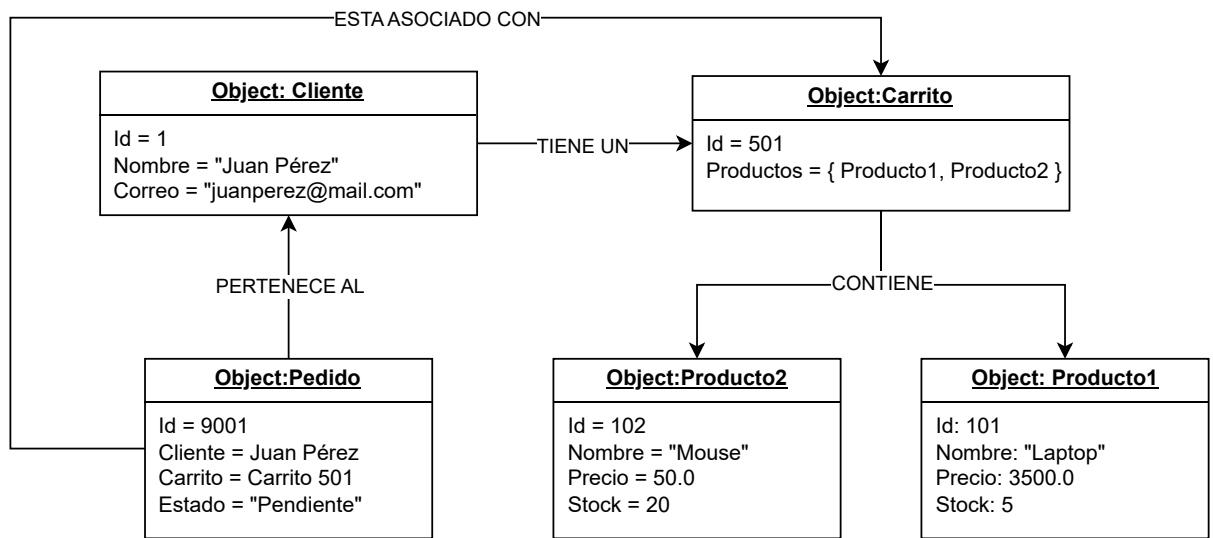 ESTA ASOCIADO CON
Object: Cliente
Id = 1
Nombre = "Juan Pérez"
Correo = "juanperez@mail.com"
TIENE UN
Object:Carrito
Id = 501
Productos = { Producto1, Producto2 }
PERTENECE AL
CONTIENE
Object:Pedido
Id = 9001
Cliente = Juan Pérez
Carrito = Carrito 501
Estado = "Pendiente"
Object:Producto2
Id = 102
Nombre = "Mouse"
Precio = 50.0
Stock = 20
Object: Producto1
Id: 101
Nombre: "Laptop"
Precio: 3500.0
Stock: 5